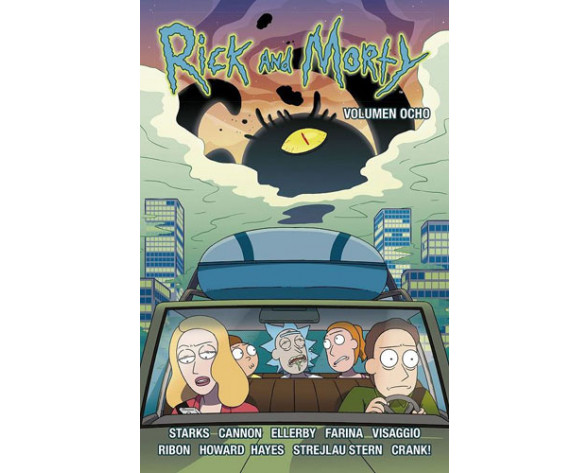 Rick and Morty
VOLUMEN OCHO
STARKS CANNON ELLERBY FARINA VISAGGIO
RIBON HOWARD HAYES STREJLAU STERN CRANK!